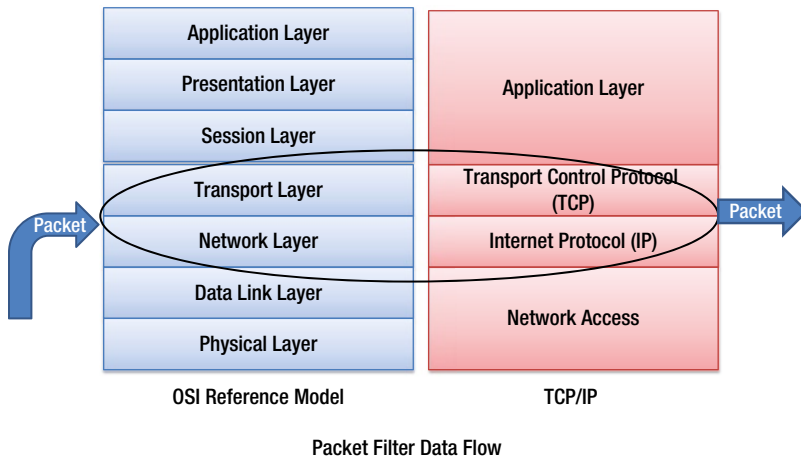 Application Layer
Presentation Layer
Session Layer
Transport Layer
Network Layer
Data Link Layer
Physical Layer
Application Layer
Transport Control Protocol
(TCP)
Internet Protocol (IP)
Network Access
Packet
Packet
OSI Reference Model
TCP/IP
Packet Filter Data Flow